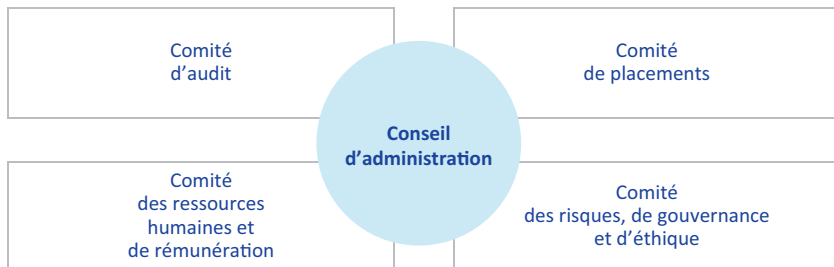 Comité
d’audit
Comité
de placements
Conseil
d’administration
Comité
des ressources
humaines et
de rémunération
Comité
des risques, de gouvernance
et d’éthique